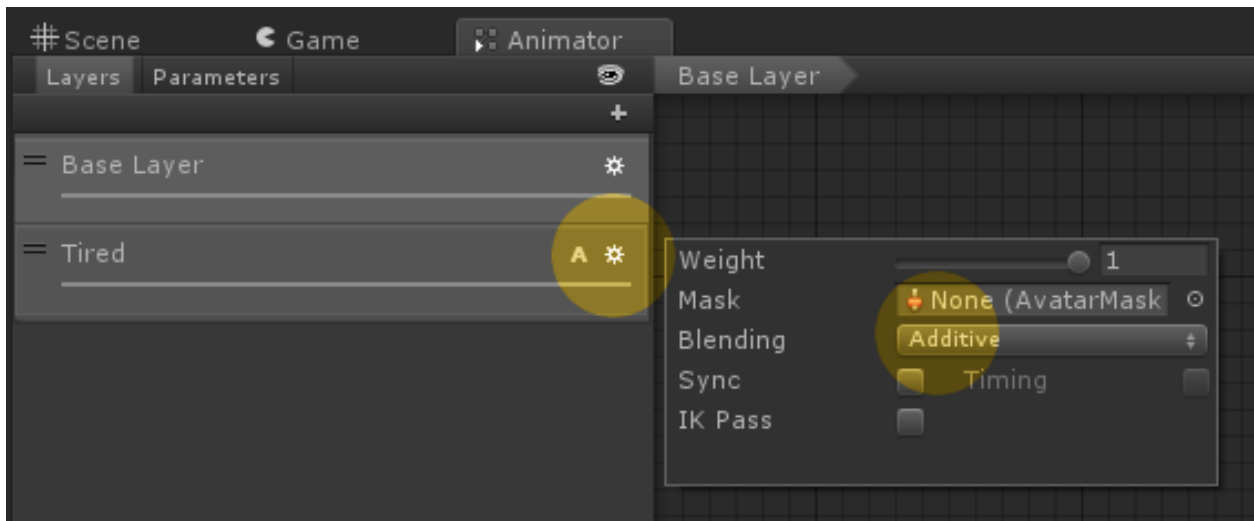 Scene Game Animator
Layers Parameters Base Layer
Base Layer
Tired A
Weight 1
Mask None (AvatarMask
Blending Additive
Sync Timing
IK Pass